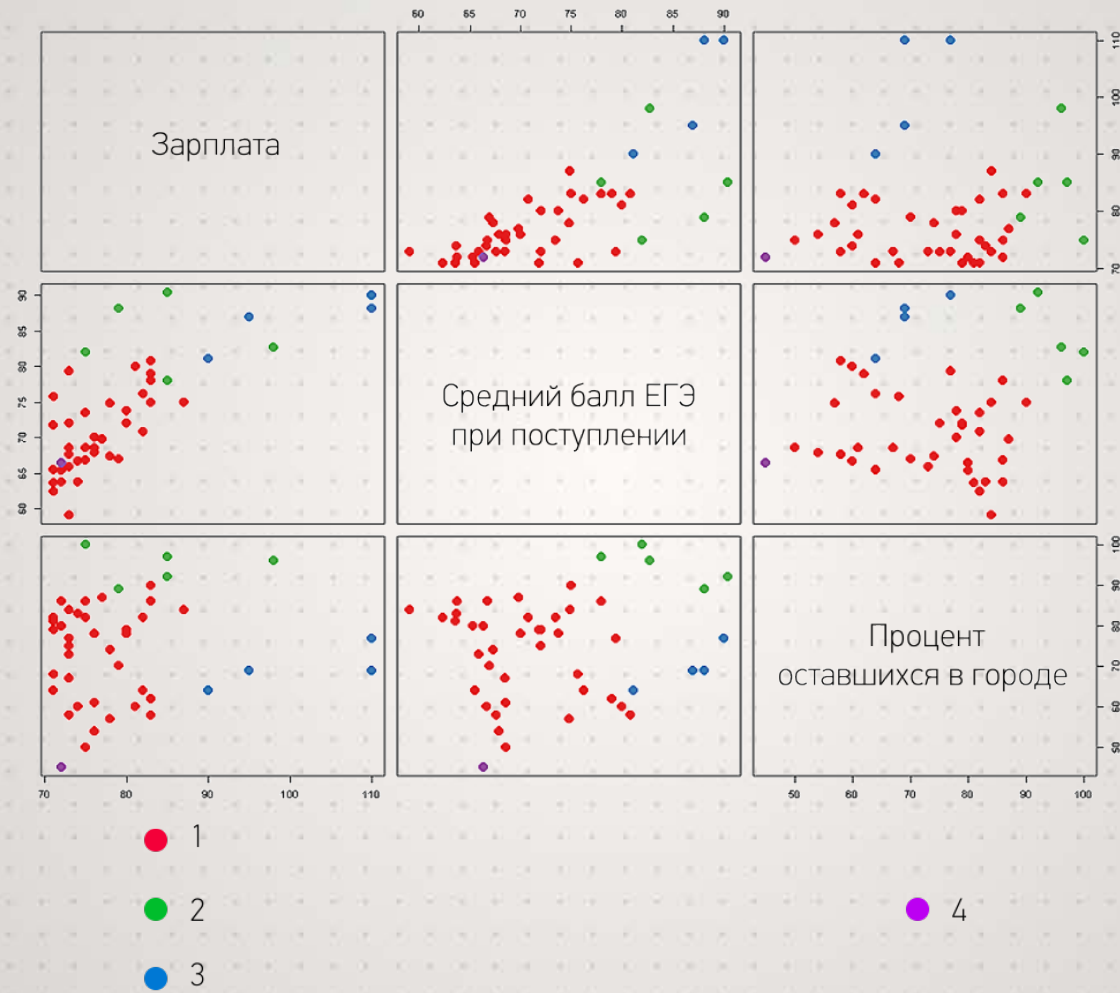 60 70 65 75 80 85 90
Зарплата
70 80 90 100 110
60 65 70 75 80 85 90
Средний балл ЕГЭ
при поступлении
Процент
оставшихся в городе
50 60 70 80 90 100
70 80 90 100 110
50 60 70 80 90 100
1
2
4
3